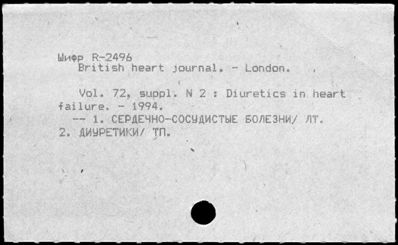 Шифр R-2496
British heart journal. - London.
Vol. 72, suppl. N 2 : Diuretics in heart
failure. - 1994.
-- 1. СЕРДЕЧНО-СОСУДИСТЫЕ БОЛЕЗНИ/ ЛТ.
2. ДИУРЕТИКИ/ ТП.